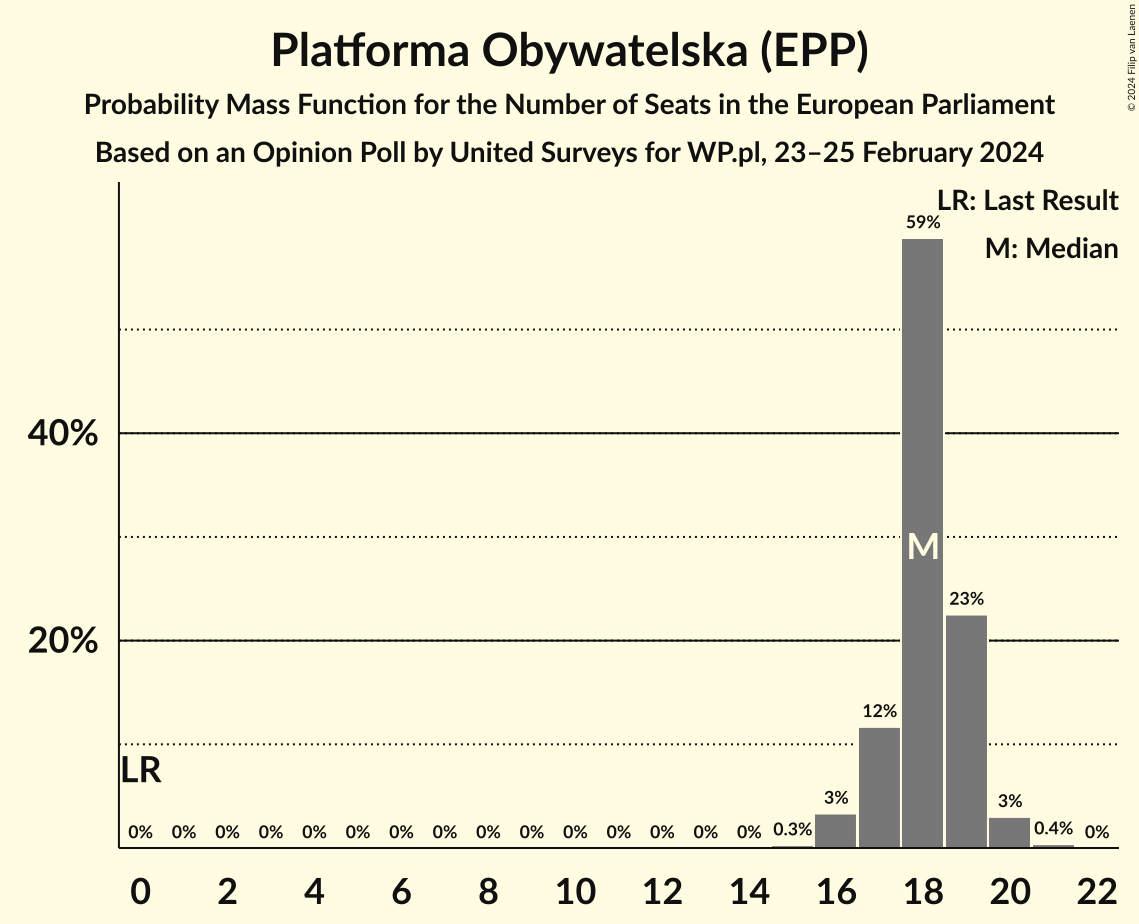 Platforma Obywatelska (EPP)
Probability Mass Function for the Number of Seats in the European Parliament
Based on an Opinion Poll by United Surveys for WP.pl, 23–25 February 2024
© 2024 Filip van Laenen
LR: Last Result
M: Median
59%
40%
M
23%
20%
12%
LR
3%
3%
0% 0% 0% 0% 0% 0% 0% 0% 0% 0% 0% 0% 0% 0% 0% 0.3% 0.4% 0%
0 2 4 6 8 10 12 14 16 18 20 22